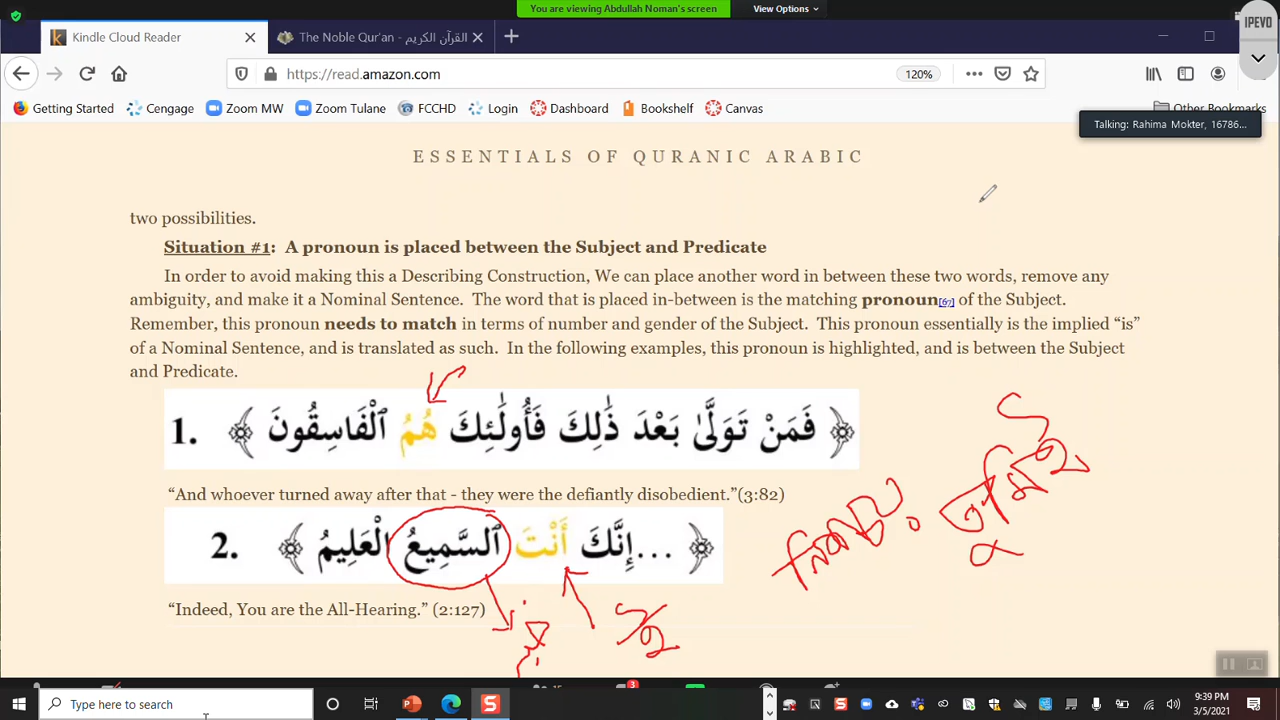 You are viewing Abdullah Noman's screen View Options
IPEVO
Kindle Cloud Reader
The Noble Qur'an - القرآن الكريم
https://read.amazon.com
120%
Getting Started Cengage Zoom MW Zoom Tulane FCCHD Login Dashboard Bookshelf Canvas Other Bookmarks
Talking: Rahima Mokter, 16786...
ESSENTIALS OF QURANIC ARABIC
two possibilities.
Situation #1: A pronoun is placed between the Subject and Predicate
In order to avoid making this a Describing Construction, We can place another word in between these two words, remove any
ambiguity, and make it a Nominal Sentence. The word that is placed in-between is the matching pronoun[67] of the Subject.
Remember, this pronoun needs to match in terms of number and gender of the Subject. This pronoun essentially is the implied “is”
of a Nominal Sentence, and is translated as such. In the following examples, this pronoun is highlighted, and is between the Subject
and Predicate.
1. ﴿ فَمَنْ تَوَلَّىٰ بَعْدَ ذَٰلِكَ فَأُولَٰئِكَ هُمُ ٱلْفَاسِقُونَ ﴾
“And whoever turned away after that - they were the defiantly disobedient.”(3:82)
2. ﴿ ...إِنَّكَ أَنْتَ ٱلسَّمِيعُ الْعَلِيمُ ﴾
“Indeed, You are the All-Hearing.” (2:127)
Type here to search
3
15
9:39 PM
3/5/2021